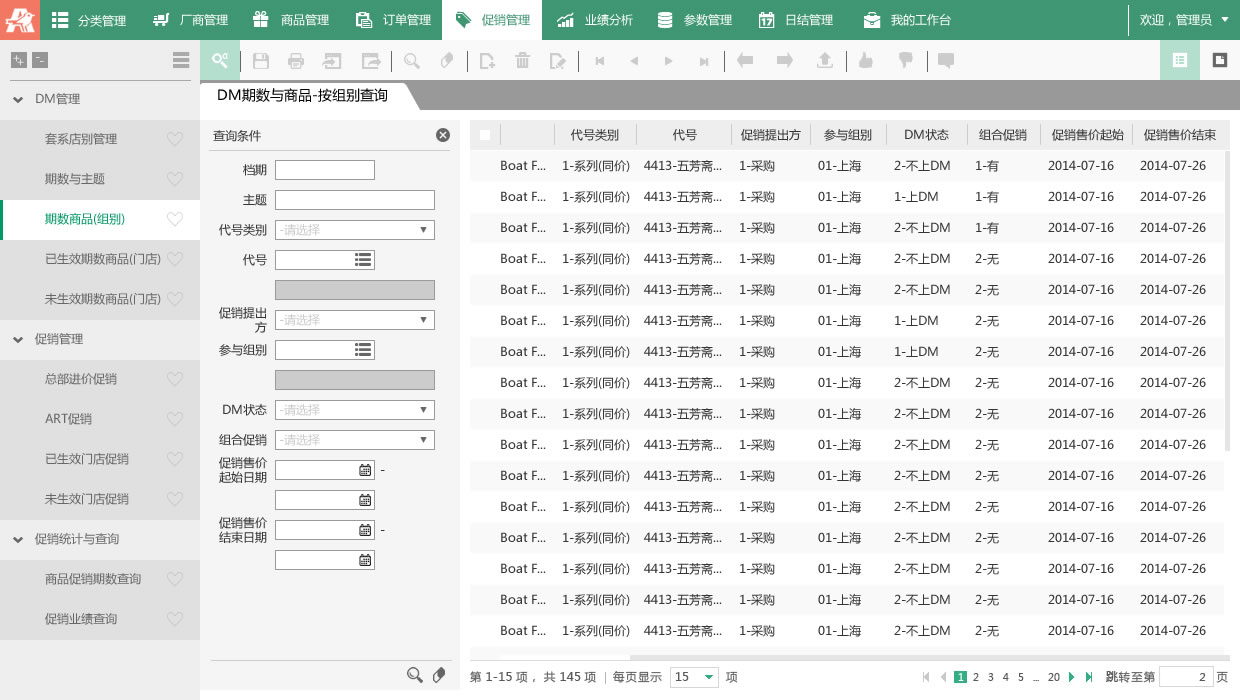 分类管理 厂商管理 商品管理 订单管理 促销管理 业绩分析 参数管理 日结管理 我的工作台 欢迎，管理员
DM管理
套系店别管理
期数与主题
期数商品(组别)
已生效期数商品(门店)
未生效期数商品(门店)
促销管理
总部进价促销
ART促销
已生效门店促销
未生效门店促销
促销统计与查询
商品促销期数查询
促销业绩查询
DM期数与商品-按组别查询
查询条件
档期
主题
代号类别 -请选择
代号
促销提出方 -请选择
参与组别
DM状态 -请选择
组合促销 -请选择
促销售价
起始日期 -
促销售价
结束日期 -
代号类别 代号 促销提出方 参与组别 DM状态 组合促销 促销售价起始 促销售价结束
Boat F... 1-系列(同价) 4413-五芳斋... 1-采购 01-上海 2-不上DM 1-有 2014-07-16 2014-07-26
Boat F... 1-系列(同价) 4413-五芳斋... 1-采购 01-上海 1-上DM 1-有 2014-07-16 2014-07-26
Boat F... 1-系列(同价) 4413-五芳斋... 1-采购 01-上海 2-不上DM 1-有 2014-07-16 2014-07-26
Boat F... 1-系列(同价) 4413-五芳斋... 1-采购 01-上海 2-不上DM 2-无 2014-07-16 2014-07-26
Boat F... 1-系列(同价) 4413-五芳斋... 1-采购 01-上海 2-不上DM 2-无 2014-07-16 2014-07-26
Boat F... 1-系列(同价) 4413-五芳斋... 1-采购 01-上海 1-上DM 2-无 2014-07-16 2014-07-26
Boat F... 1-系列(同价) 4413-五芳斋... 1-采购 01-上海 1-上DM 2-无 2014-07-16 2014-07-26
Boat F... 1-系列(同价) 4413-五芳斋... 1-采购 01-上海 2-不上DM 2-无 2014-07-16 2014-07-26
Boat F... 1-系列(同价) 4413-五芳斋... 1-采购 01-上海 2-不上DM 2-无 2014-07-16 2014-07-26
Boat F... 1-系列(同价) 4413-五芳斋... 1-采购 01-上海 2-不上DM 2-无 2014-07-16 2014-07-26
Boat F... 1-系列(同价) 4413-五芳斋... 1-采购 01-上海 2-不上DM 2-无 2014-07-16 2014-07-26
Boat F... 1-系列(同价) 4413-五芳斋... 1-采购 01-上海 2-不上DM 2-无 2014-07-16 2014-07-26
Boat F... 1-系列(同价) 4413-五芳斋... 1-采购 01-上海 2-不上DM 2-无 2014-07-16 2014-07-26
Boat F... 1-系列(同价) 4413-五芳斋... 1-采购 01-上海 2-不上DM 2-无 2014-07-16 2014-07-26
Boat F... 1-系列(同价) 4413-五芳斋... 1-采购 01-上海 2-不上DM 2-无 2014-07-16 2014-07-26
Boat F... 1-系列(同价) 4413-五芳斋... 1-采购 01-上海 2-不上DM 2-无 2014-07-16 2014-07-26
第 1-15 项，共 145 项 | 每页显示 15 项 1 2 3 4 5 ... 20 跳转至第 2 页